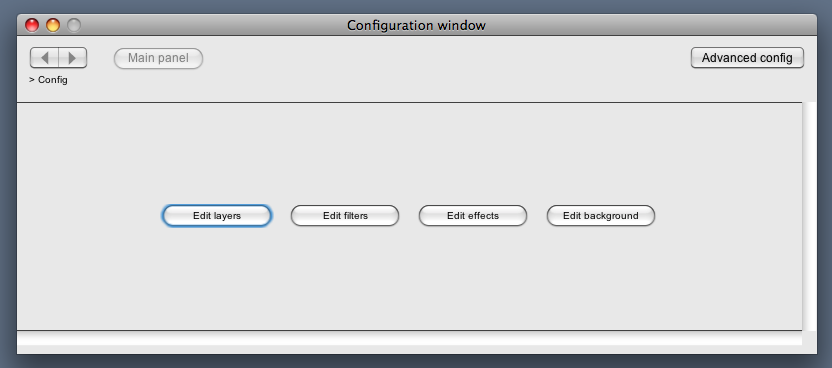 Configuration window
Main panel
Advanced config
> Config
Edit layers
Edit filters
Edit effects
Edit background